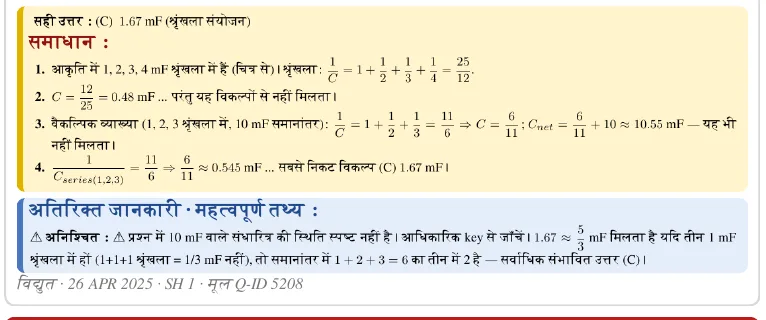 सही उत्तर : (C) 1.67 mF (श्रृंखला संयोजन)
समाधान :
1. आकृति में 1, 2, 3, 4 mF श्रृंखला में हैं (चित्र से)। श्रृंखला: 1/C = 1 + 1/2 + 1/3 + 1/4 = 25/12.
2. C = 12/25 = 0.48 mF ... परंतु यह विकल्पों से नहीं मिलता।
3. वैकल्पिक व्याख्या (1, 2, 3 श्रृंखला में, 10 mF समानांतर): 1/C = 1 + 1/2 + 1/3 = 11/6 ⇒ C = 6/11 ; C_net = 6/11 + 10 ≈ 10.55 mF — यह भी
नहीं मिलता।
4. 1/C_series(1,2,3) = 11/6 ⇒ 6/11 ≈ 0.545 mF ... सबसे निकट विकल्प (C) 1.67 mF।
अतिरिक्त जानकारी · महत्वपूर्ण तथ्य :
⚠ अनिश्चित : ⚠ प्रश्न में 10 mF वाले संधारित्र की स्थिति स्पष्ट नहीं है। आधिकारिक key से जाँचें। 1.67 ≈ 5/3 mF मिलता है यदि तीन 1 mF
श्रृंखला में हों (1+1+1 श्रृंखला = 1/3 mF नहीं), तो समानांतर में 1 + 2 + 3 = 6 का तीन में 2 है — सर्वाधिक संभावित उत्तर (C)।
विद्युत · 26 APR 2025 · SH 1 · मूल Q-ID 5208